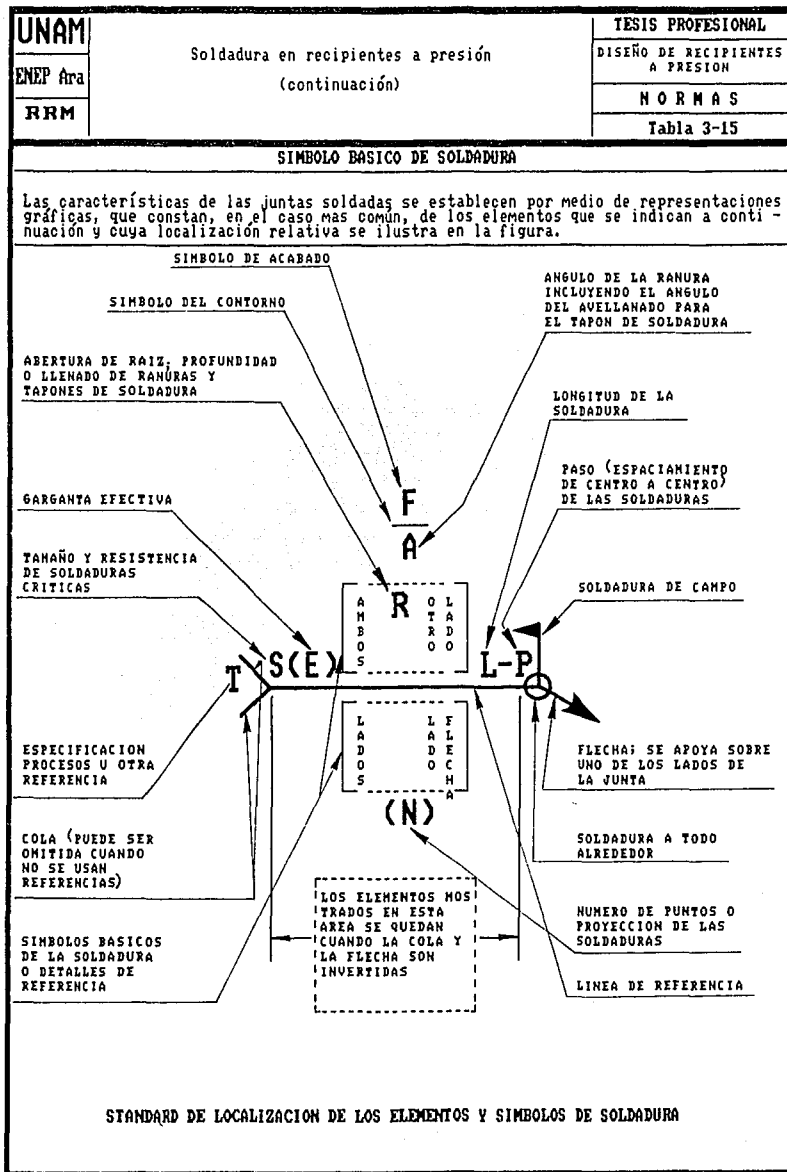 UNAM
ENEP Ara
RRM
Soldadura en recipientes a presión
(continuación)
TESIS PROFESIONAL
DISEÑO DE RECIPIENTES
A PRESION
N O R M A S
Tabla 3-15
SIMBOLO BASICO DE SOLDADURA
Las características de las juntas soldadas se establecen por medio de representaciones
gráficas, que constan, en el caso mas común, de los elementos que se indican a conti -
nuación y cuya localización relativa se ilustra en la figura.
SIMBOLO DE ACABADO
SIMBOLO DEL CONTORNO
ABERTURA DE RAIZ; PROFUNDIDAD
O LLENADO DE RANURAS Y
TAPONES DE SOLDADURA
GARGANTA EFECTIVA
TAMAÑO Y RESISTENCIA
DE SOLDADURAS
CRITICAS
ESPECIFICACION
PROCESOS U OTRA
REFERENCIA
COLA (PUEDE SER
OMITIDA CUANDO
NO SE USAN
REFERENCIAS)
SIMBOLOS BASICOS
DE LA SOLDADURA
O DETALLES DE
REFERENCIA
ANGULO DE LA RANURA
INCLUYENDO EL ANGULO
DEL AVELLANADO PARA
EL TAPON DE SOLDADURA
LONGITUD DE LA
SOLDADURA
PASO (ESPACIAMIENTO
DE CENTRO A CENTRO)
DE LAS SOLDADURAS
SOLDADURA DE CAMPO
FLECHA; SE APOYA SOBRE
UNO DE LOS LADOS DE
LA JUNTA
SOLDADURA A TODO
ALREDEDOR
NUMERO DE PUNTOS O
PROYECCION DE LAS
SOLDADURAS
LINEA DE REFERENCIA
F
A
R
AMBOS
OTRO
LADO
T
S(E)
L-P
LADOS
LADO
FLECHA
(N)
LOS ELEMENTOS MOS
TRADOS EN ESTA
AREA SE QUEDAN
CUANDO LA COLA Y
LA FLECHA SON
INVERTIDAS
STANDARD DE LOCALIZACION DE LOS ELEMENTOS Y SIMBOLOS DE SOLDADURA